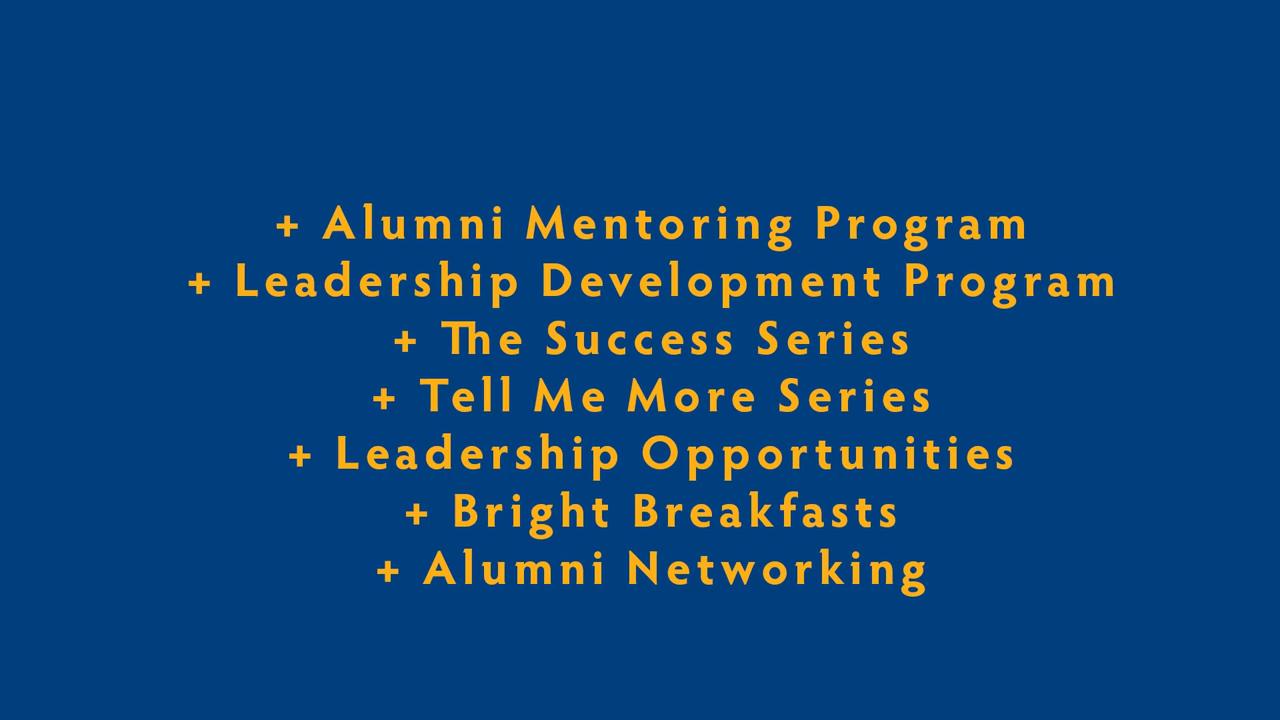 + Alumni Mentoring Program
+ Leadership Development Program
+ The Success Series
+ Tell Me More Series
+ Leadership Opportunities
+ Bright Breakfasts
+ Alumni Networking